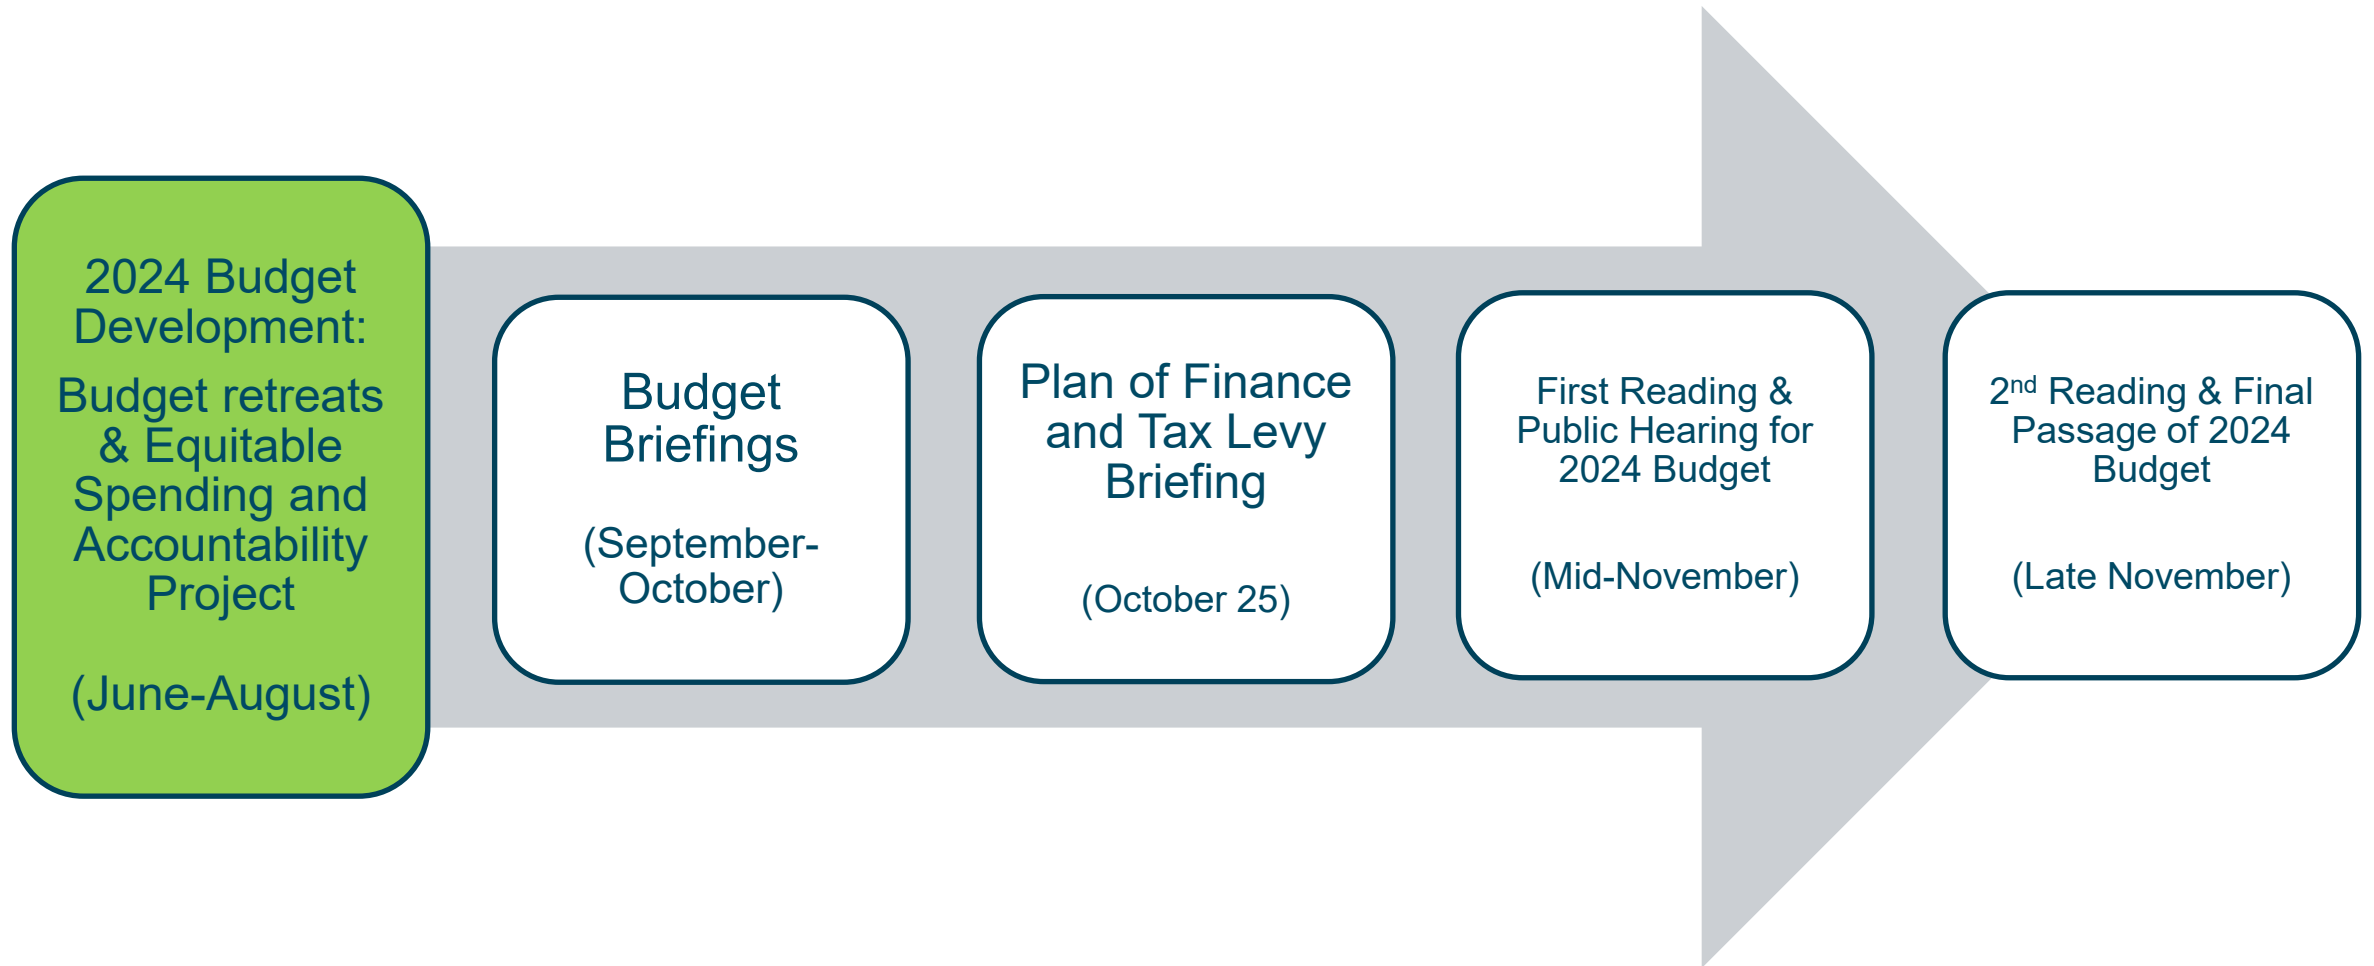 2024 Budget
Development:
Budget retreats
& Equitable
Spending and
Accountability
Project
(June-August)
Budget
Briefings
(September-
October)
Plan of Finance
and Tax Levy
Briefing
(October 25)
First Reading &
Public Hearing for
2024 Budget
(Mid-November)
2nd Reading & Final
Passage of 2024
Budget
(Late November)